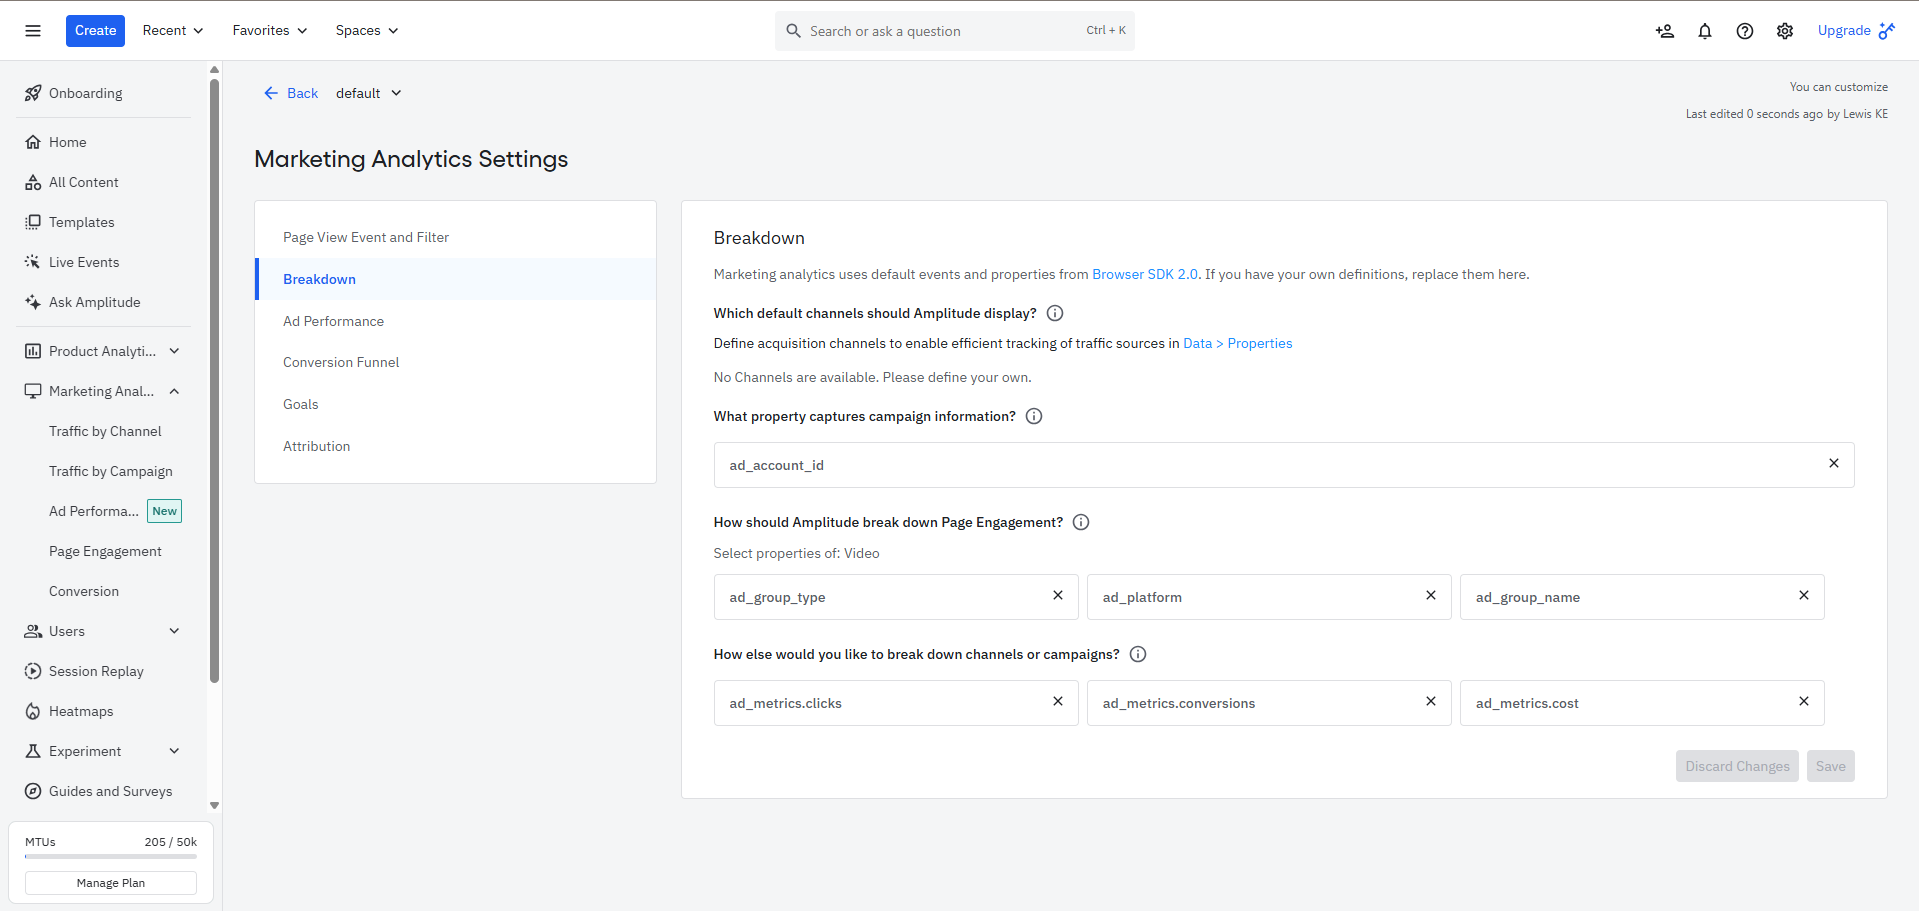 Create
Recent
Favorites
Spaces
Search or ask a question
Ctrl + K
Upgrade
Onboarding
Home
All Content
Templates
Live Events
Ask Amplitude
Product Analyti...
Marketing Anal...
Traffic by Channel
Traffic by Campaign
Ad Performa... New
Page Engagement
Conversion
Users
Session Replay
Heatmaps
Experiment
Guides and Surveys
MTUs 205 / 50k
Manage Plan
Back default
You can customize
Last edited 0 seconds ago by Lewis KE
Marketing Analytics Settings
Page View Event and Filter
Breakdown
Ad Performance
Conversion Funnel
Goals
Attribution
Breakdown
Marketing analytics uses default events and properties from Browser SDK 2.0. If you have your own definitions, replace them here.
Which default channels should Amplitude display?
Define acquisition channels to enable efficient tracking of traffic sources in Data > Properties
No Channels are available. Please define your own.
What property captures campaign information?
ad_account_id
How should Amplitude break down Page Engagement?
Select properties of: Video
ad_group_type
ad_platform
ad_group_name
How else would you like to break down channels or campaigns?
ad_metrics.clicks
ad_metrics.conversions
ad_metrics.cost
Discard Changes
Save